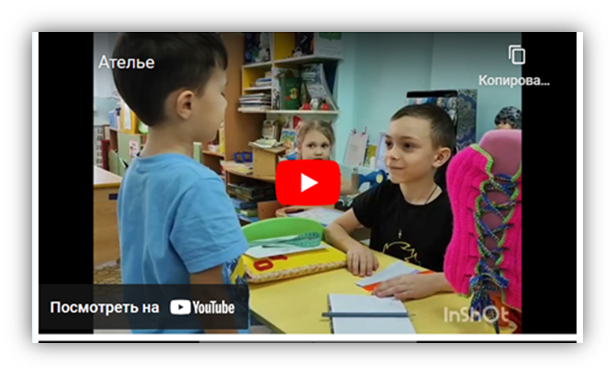 Ателье
Копирова...
Посмотреть на YouTube
InShOt